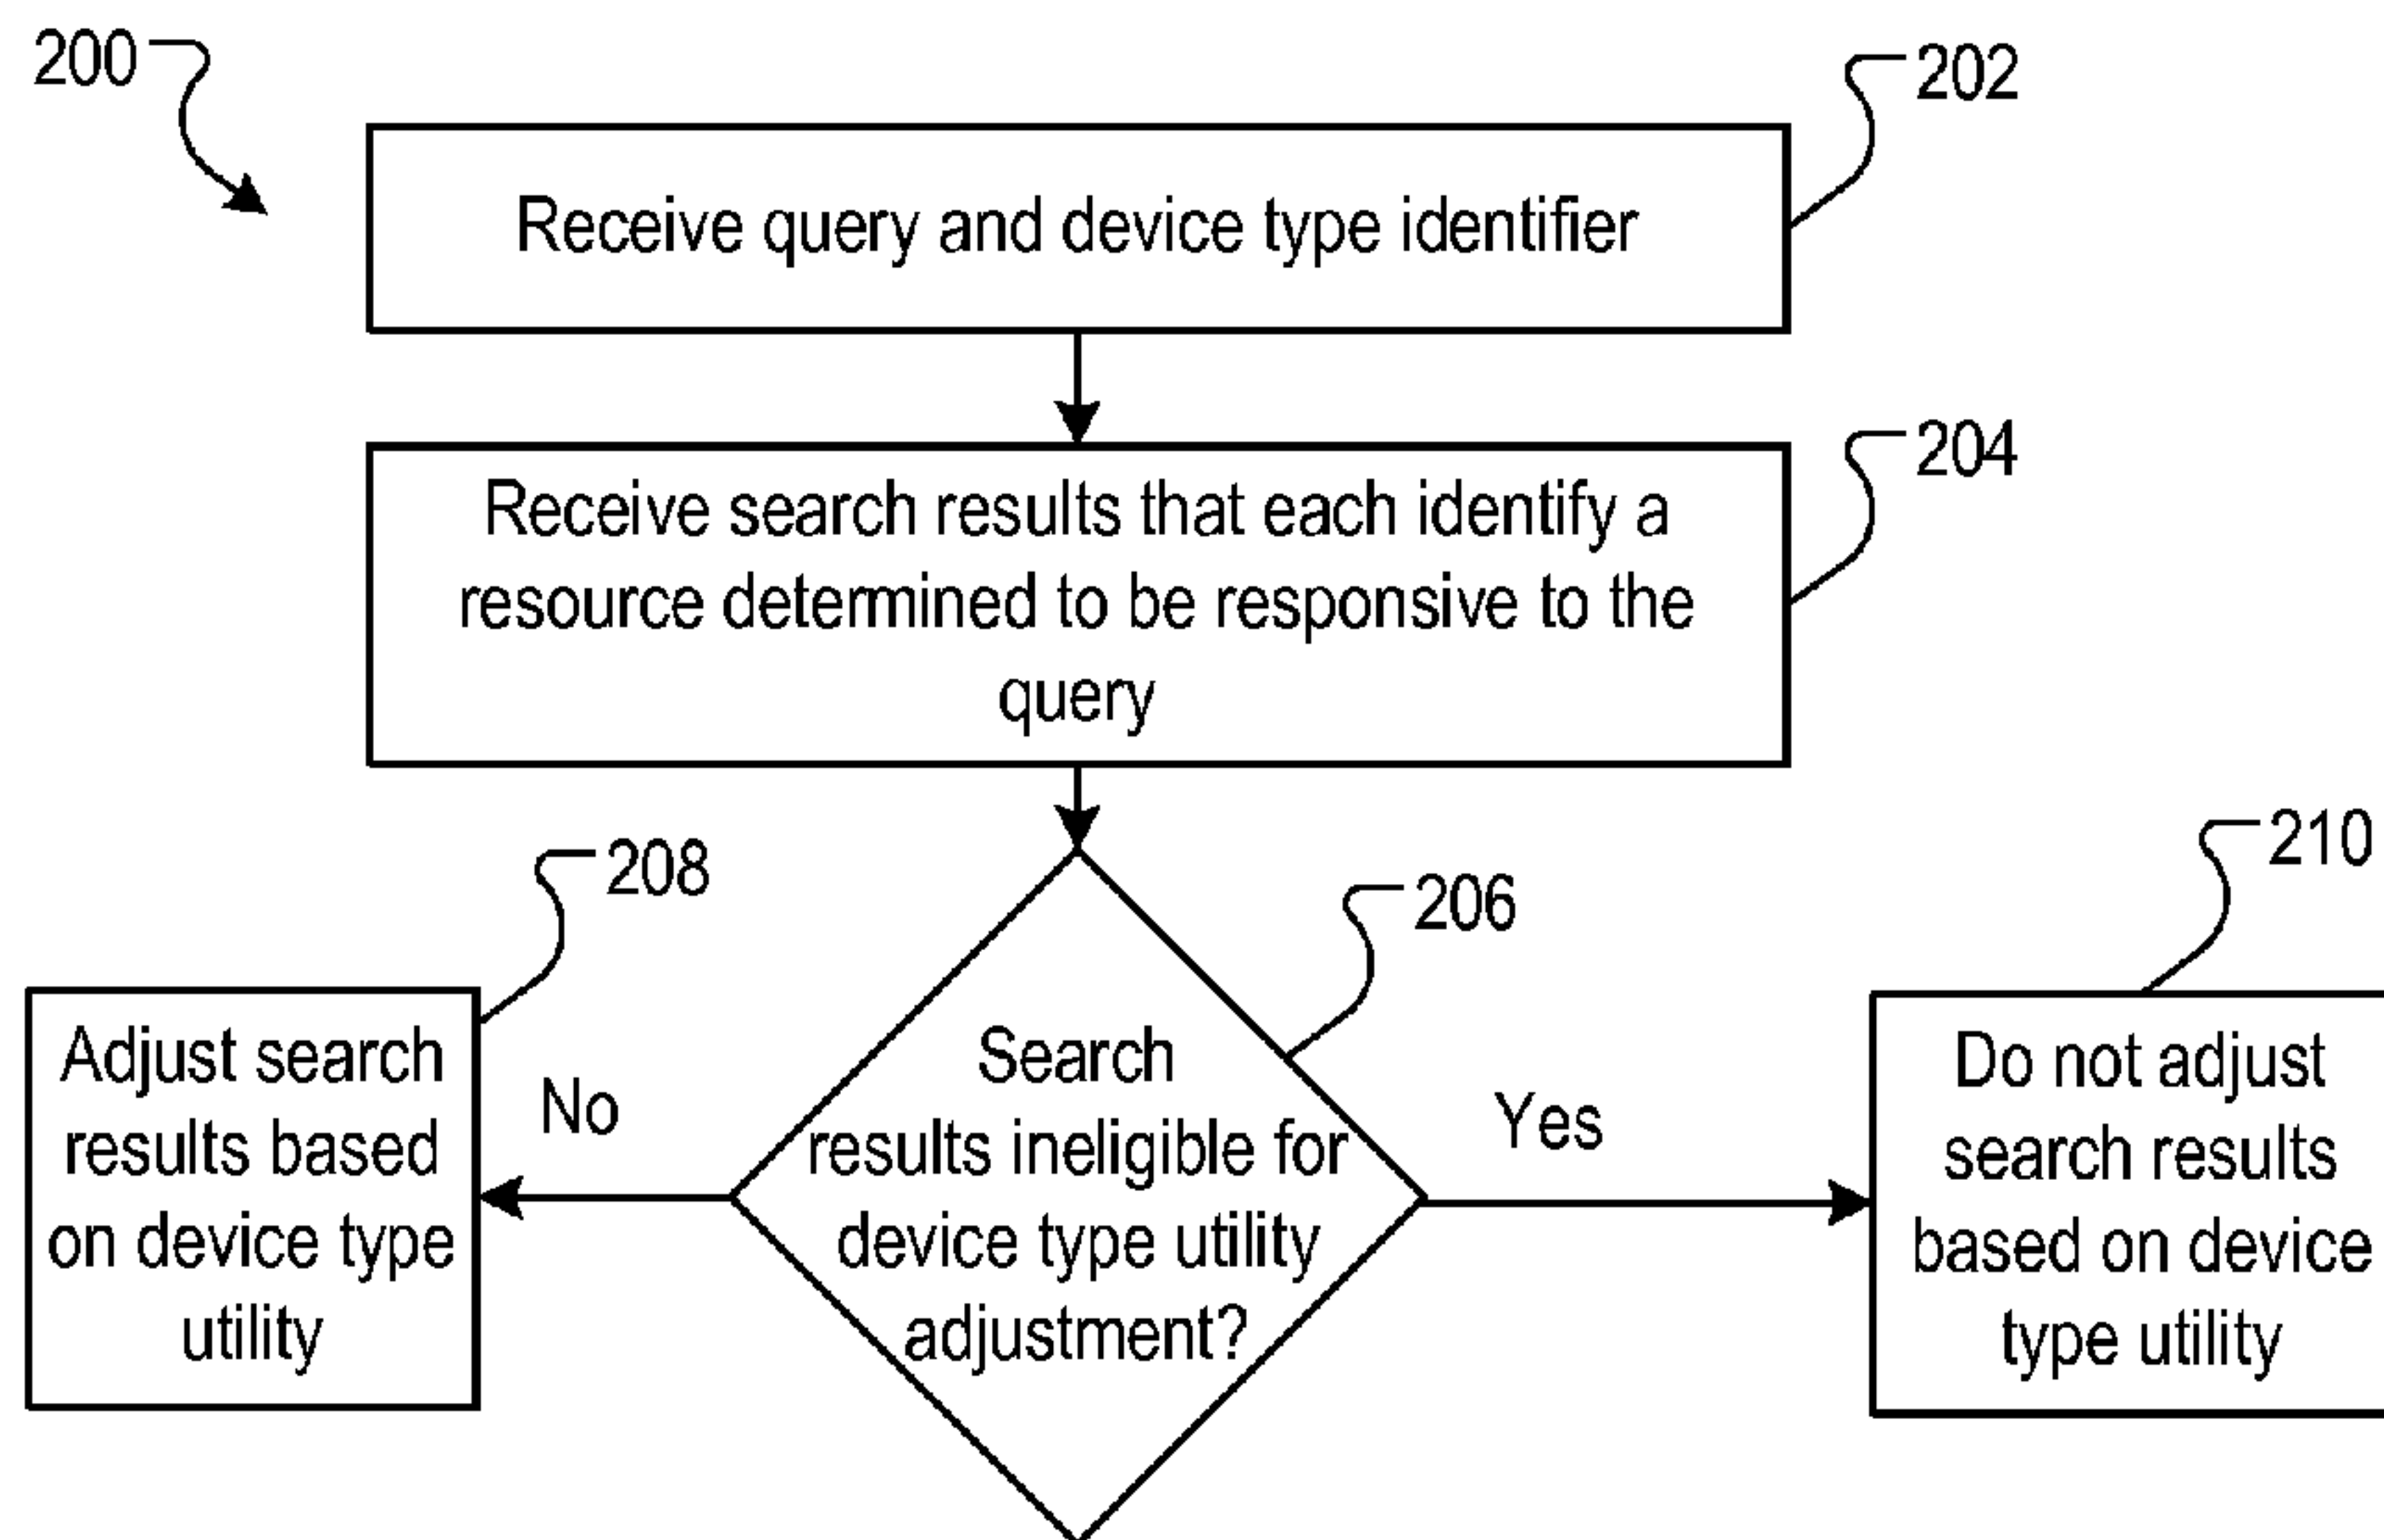 200
202
Receive query and device type identifier
204
Receive search results that each identify a
resource determined to be responsive to the
query
208
206
210
Adjust search
results based
on device type
utility
No
Search
results ineligible for
device type utility
adjustment?
Yes
Do not adjust
search results
based on device
type utility